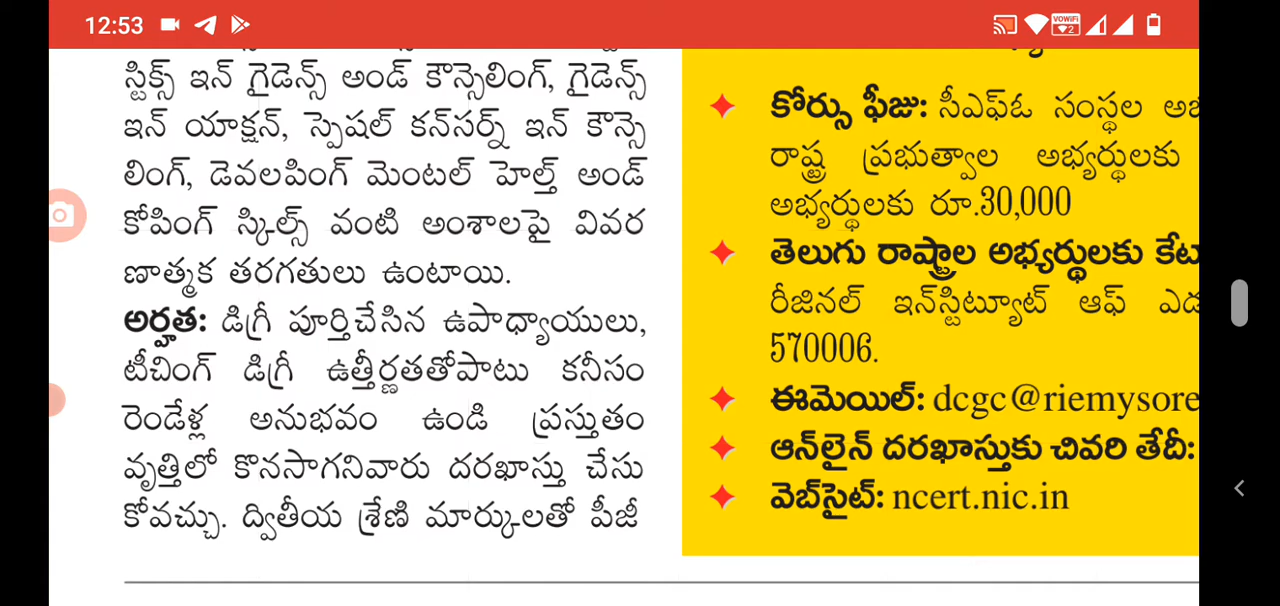 12:53
VoWiFi 2
స్టిక్స్ ఇన్ గైడెన్స్ అండ్ కౌన్సెలింగ్, గైడెన్స్
ఇన్ యాక్షన్, స్పెషల్ కన్‌సర్న్ ఇన్ కౌన్సె
లింగ్, డెవలపింగ్ మెంటల్ హెల్త్ అండ్
కోపింగ్ స్కిల్స్ వంటి అంశాలపై వివర
ణాత్మక తరగతులు ఉంటాయి.
అర్హత: డిగ్రీ పూర్తిచేసిన ఉపాధ్యాయులు,
టీచింగ్ డిగ్రీ ఉత్తీర్ణతతోపాటు కనీసం
రెండేళ్ల అనుభవం ఉండి ప్రస్తుతం
వృత్తిలో కొనసాగనివారు దరఖాస్తు చేసు
కోవచ్చు. ద్వితీయ శ్రేణి మార్కులతో పీజీ
కోర్సు ఫీజు: సీఎఫ్ఓ సంస్థల
రాష్ట్ర ప్రభుత్వాల అభ్యర్థులకు
అభ్యర్థులకు రూ.30,000
తెలుగు రాష్ట్రాల అభ్యర్థులకు
రీజినల్ ఇన్‌స్టిట్యూట్ ఆఫ్
570006.
ఈమెయిల్: dcgc@riemysore
ఆన్‌లైన్ దరఖాస్తుకు చివరి తేదీ:
వెబ్‌సైట్: ncert.nic.in